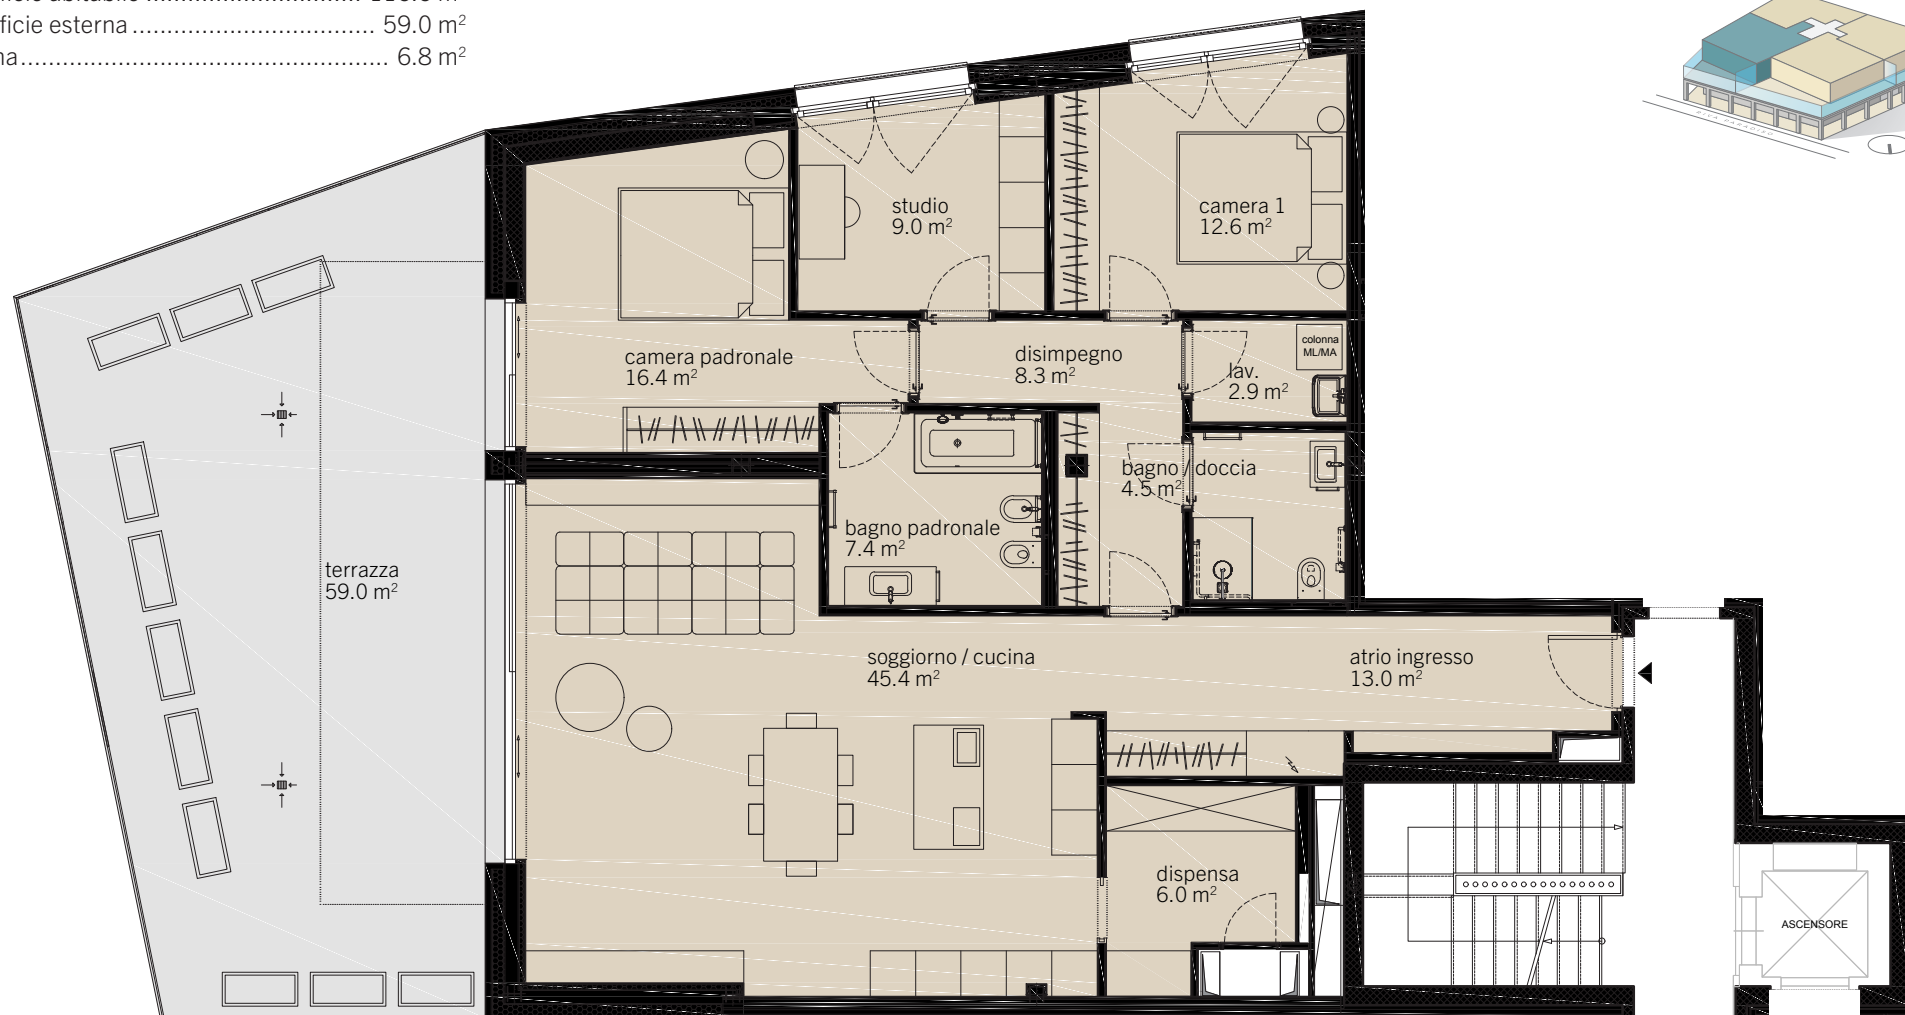 ficie esterna ................................. 59.0 m²
na.................................................. 6.8 m²
RIVA PARADISO
studio
9.0 m²
camera 1
12.6 m²
camera padronale
16.4 m²
disimpegno
8.3 m²
colonna
ML/MA
lav.
2.9 m²
bagno / doccia
4.5 m²
bagno padronale
7.4 m²
terrazza
59.0 m²
soggiorno / cucina
45.4 m²
atrio ingresso
13.0 m²
dispensa
6.0 m²
ASCENSORE